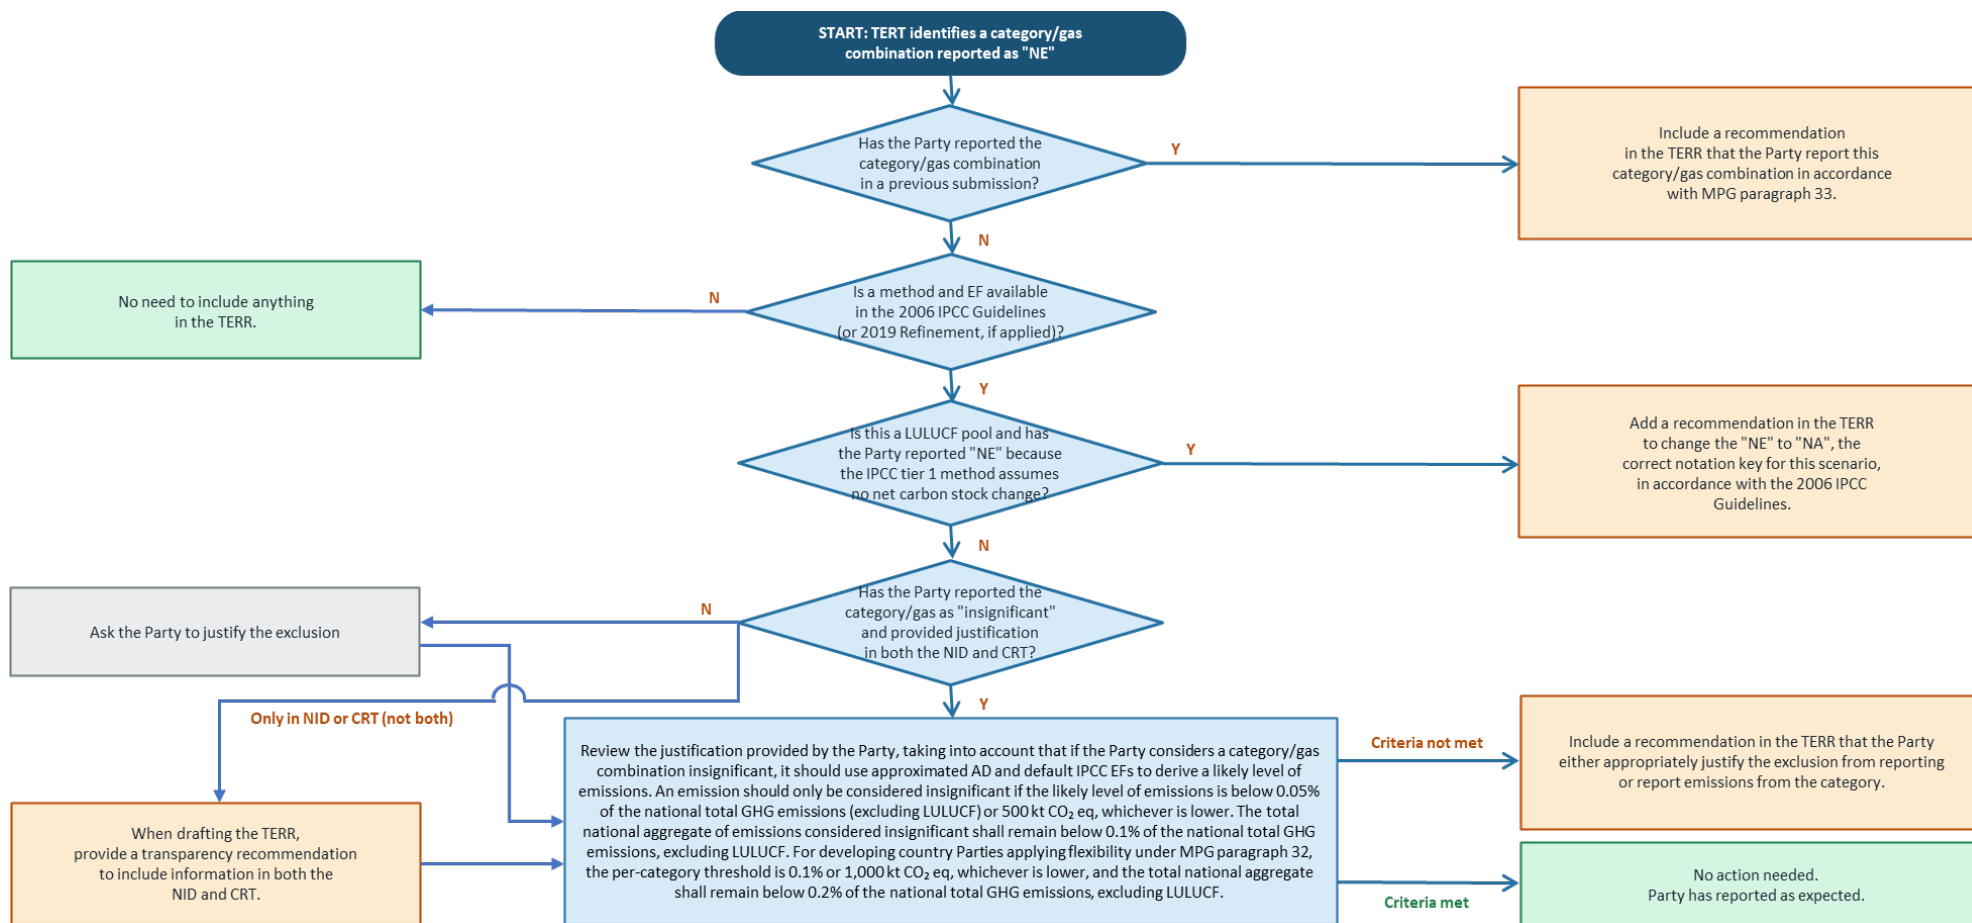 START: TERT identifies a category/gas
combination reported as "NE"
Has the Party reported the
category/gas combination
in a previous submission?
Y
Include a recommendation
in the TERR that the Party report this
category/gas combination in accordance
with MPG paragraph 33.
N
Is a method and EF available
in the 2006 IPCC Guidelines
(or 2019 Refinement, if applied)?
N
No need to include anything
in the TERR.
Y
Is this a LULUCF pool and has
the Party reported "NE" because
the IPCC tier 1 method assumes
no net carbon stock change?
Y
Add a recommendation in the TERR
to change the "NE" to "NA", the
correct notation key for this scenario,
in accordance with the 2006 IPCC
Guidelines.
N
Has the Party reported the
category/gas as "insignificant"
and provided justification
in both the NID and CRT?
N
Ask the Party to justify the exclusion
Only in NID or CRT (not both)
When drafting the TERR,
provide a transparency recommendation
to include information in both the
NID and CRT.
Y
Review the justification provided by the Party, taking into account that if the Party considers a category/gas
combination insignificant, it should use approximated AD and default IPCC EFs to derive a likely level of
emissions. An emission should only be considered insignificant if the likely level of emissions is below 0.05%
of the national total GHG emissions (excluding LULUCF) or 500 kt CO₂ eq, whichever is lower. The total
national aggregate of emissions considered insignificant shall remain below 0.1% of the national total GHG
emissions, excluding LULUCF. For developing country Parties applying flexibility under MPG paragraph 32,
the per-category threshold is 0.1% or 1,000 kt CO₂ eq, whichever is lower, and the total national aggregate
shall remain below 0.2% of the national total GHG emissions, excluding LULUCF.
Criteria not met
Include a recommendation in the TERR that the Party
either appropriately justify the exclusion from reporting
or report emissions from the category.
Criteria met
No action needed.
Party has reported as expected.